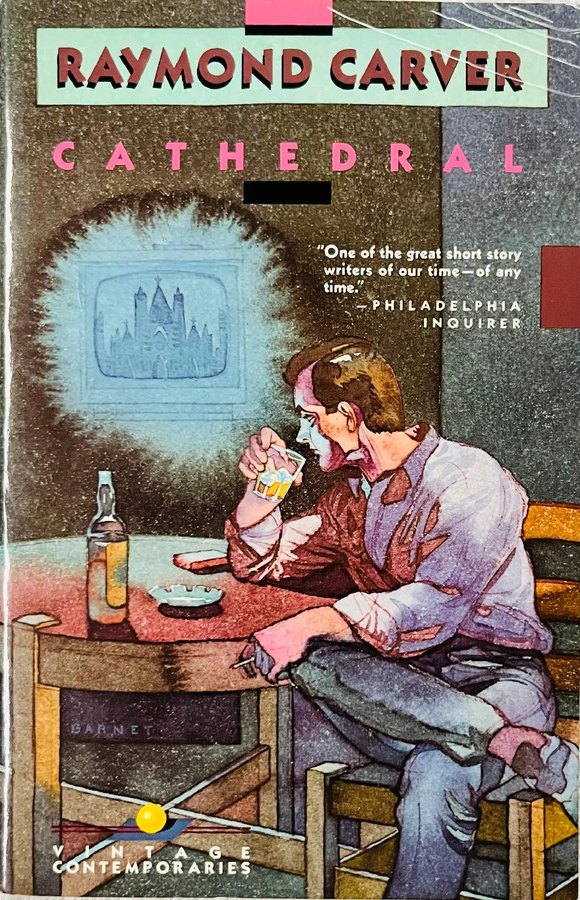 RAYMOND CARVER
CATHEDRAL
“One of the great short story
writers of our time—of any
time.”
—PHILADELPHIA
INQUIRER
BARNET
VINTAGE
CONTEMPORARIES